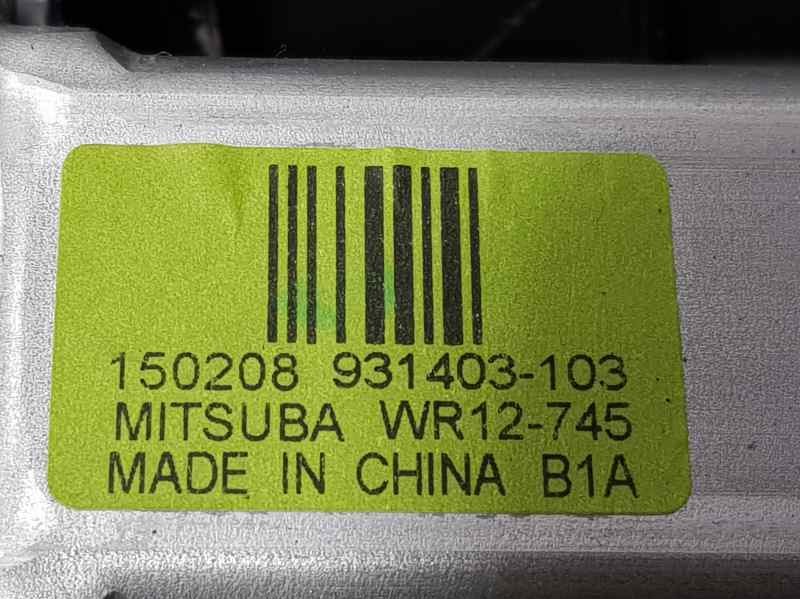 150208 931403-103
MITSUBA WR12-745
MADE IN CHINA B1A